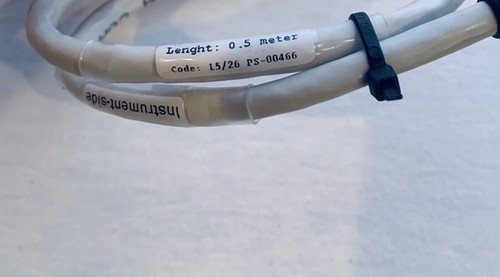 Lenght: 0.5 meter
Code: 15/26 PS-00466
Instrument-side